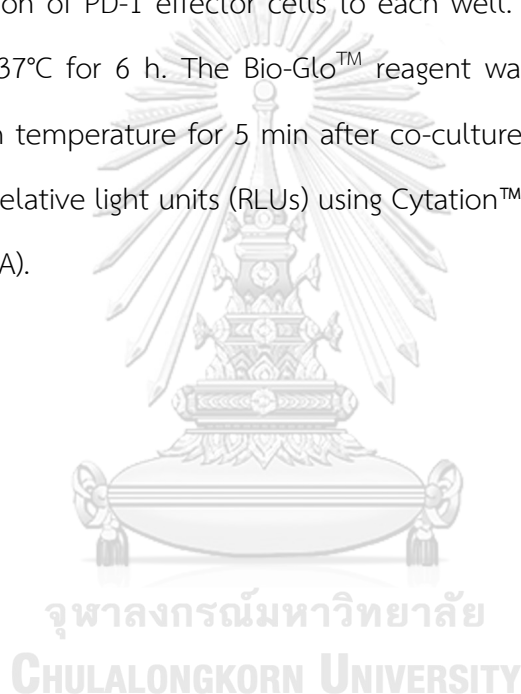 on of PD-1 effector cells to each well.
37°C for 6 h. The Bio-Glo™ reagent wa
temperature for 5 min after co-culture
elative light units (RLUs) using Cytation™
A).
จุฬาลงกรณ์มหาวิทยาลัย
CHULALONGKORN UNIVERSITY